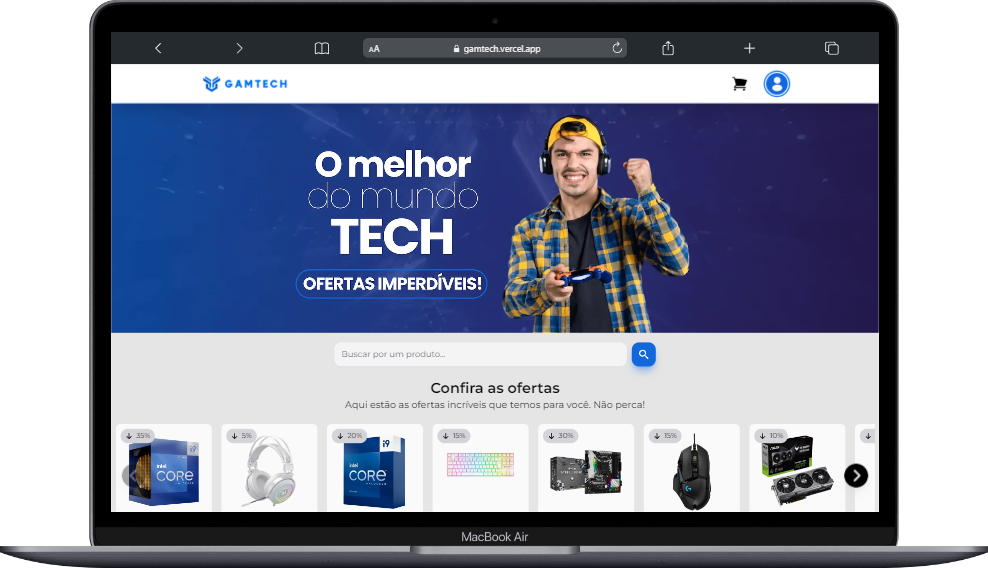 AA gamtech.vercel.app
GAMTECH
O melhor
do mundo
TECH
OFERTAS IMPERDÍVEIS!
Buscar por um produto...
Confira as ofertas
Aqui estão as ofertas incríveis que temos para você. Não perca!
35%
5%
20%
15%
30%
15%
10%
intel
CORE
i9
intel
CORE
i9
MacBook Air